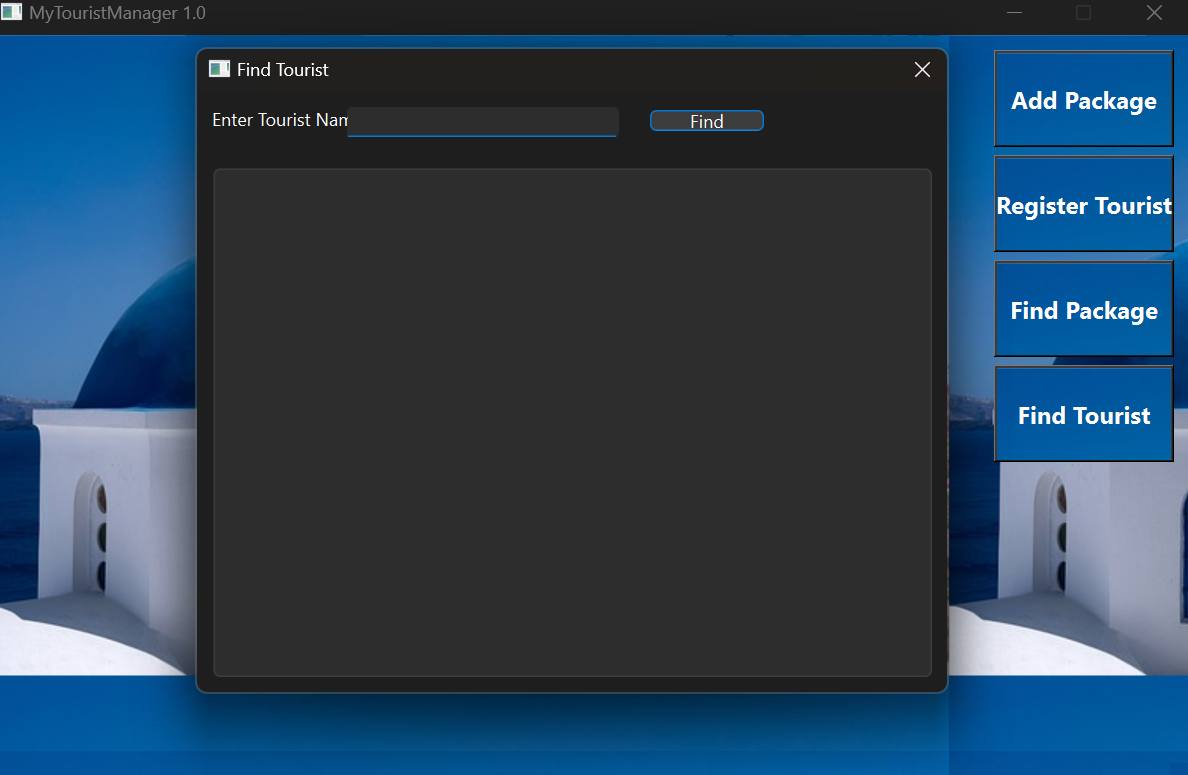 MyTouristManager 1.0
Find Tourist
Enter Tourist Nam
Find
Add Package
Register Tourist
Find Package
Find Tourist